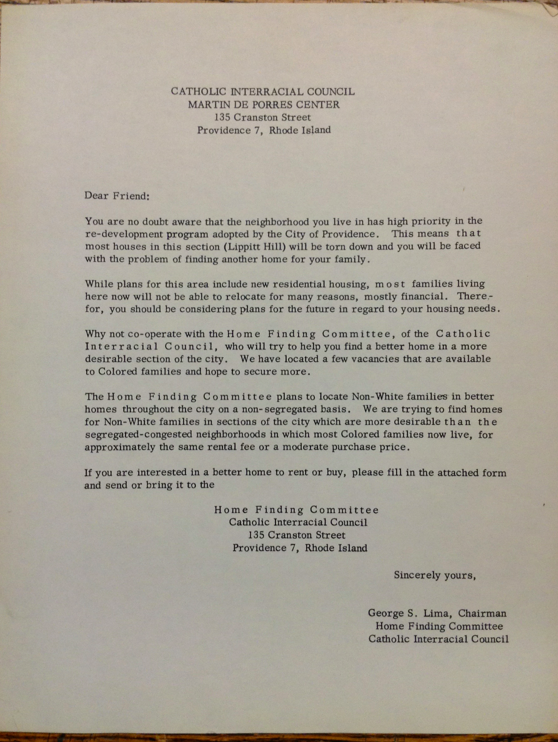 CATHOLIC INTERRACIAL COUNCIL
MARTIN DE PORRES CENTER
135 Cranston Street
Providence 7, Rhode Island
Dear Friend:
You are no doubt aware that the neighborhood you live in has high priority in the
re-development program adopted by the City of Providence. This means that
most houses in this section (Lippitt Hill) will be torn down and you will be faced
with the problem of finding another home for your family.
While plans for this area include new residential housing, most families living
here now will not be able to relocate for many reasons, mostly financial. There-
for, you should be considering plans for the future in regard to your housing needs.
Why not co-operate with the Home Finding Committee, of the Catholic
Interracial Council, who will try to help you find a better home in a more
desirable section of the city. We have located a few vacancies that are available
to Colored families and hope to secure more.
The Home Finding Committee plans to locate Non-White families in better
homes throughout the city on a non-segregated basis. We are trying to find homes
for Non-White families in sections of the city which are more desirable than the
segregated-congested neighborhoods in which most Colored families now live, for
approximately the same rental fee or a moderate purchase price.
If you are interested in a better home to rent or buy, please fill in the attached form
and send or bring it to the
Home Finding Committee
Catholic Interracial Council
135 Cranston Street
Providence 7, Rhode Island
Sincerely yours,
George S. Lima, Chairman
Home Finding Committee
Catholic Interracial Council